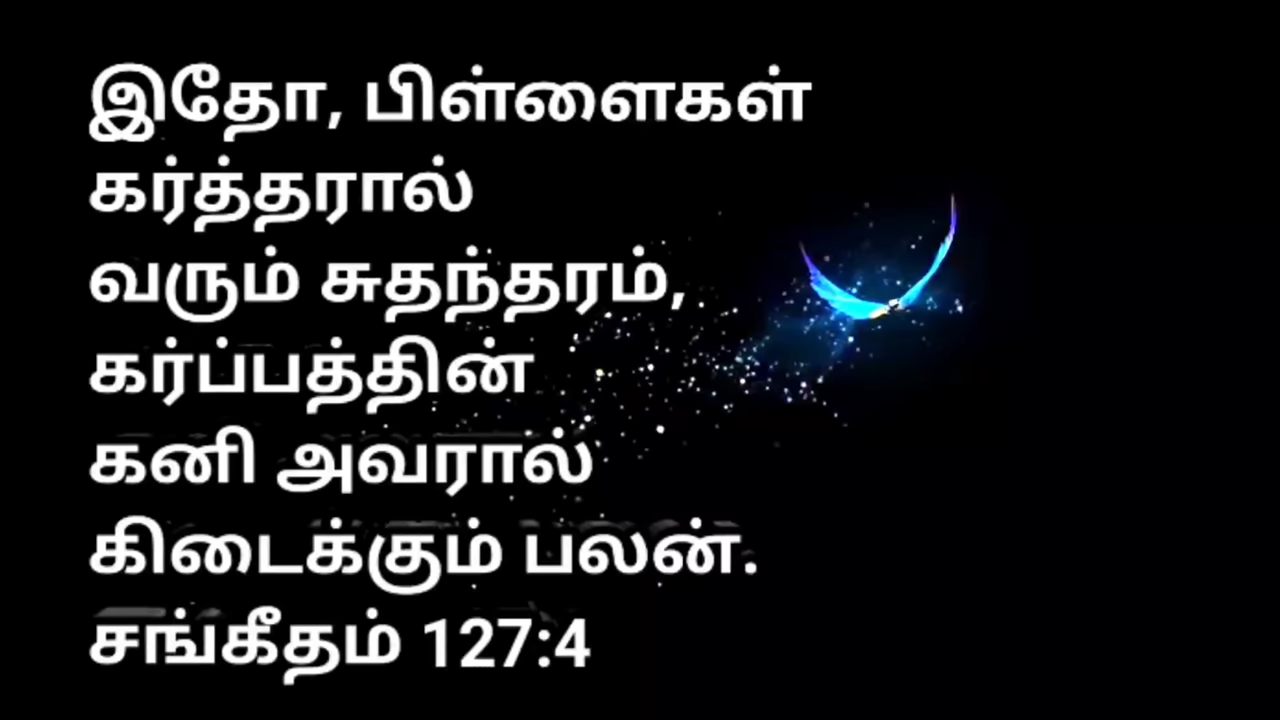 இதோ, பிள்ளைகள்
கர்த்தரால்
வரும் சுதந்தரம்,
கர்ப்பத்தின்
கனி அவரால்
கிடைக்கும் பலன்.
சங்கீதம் 127:4